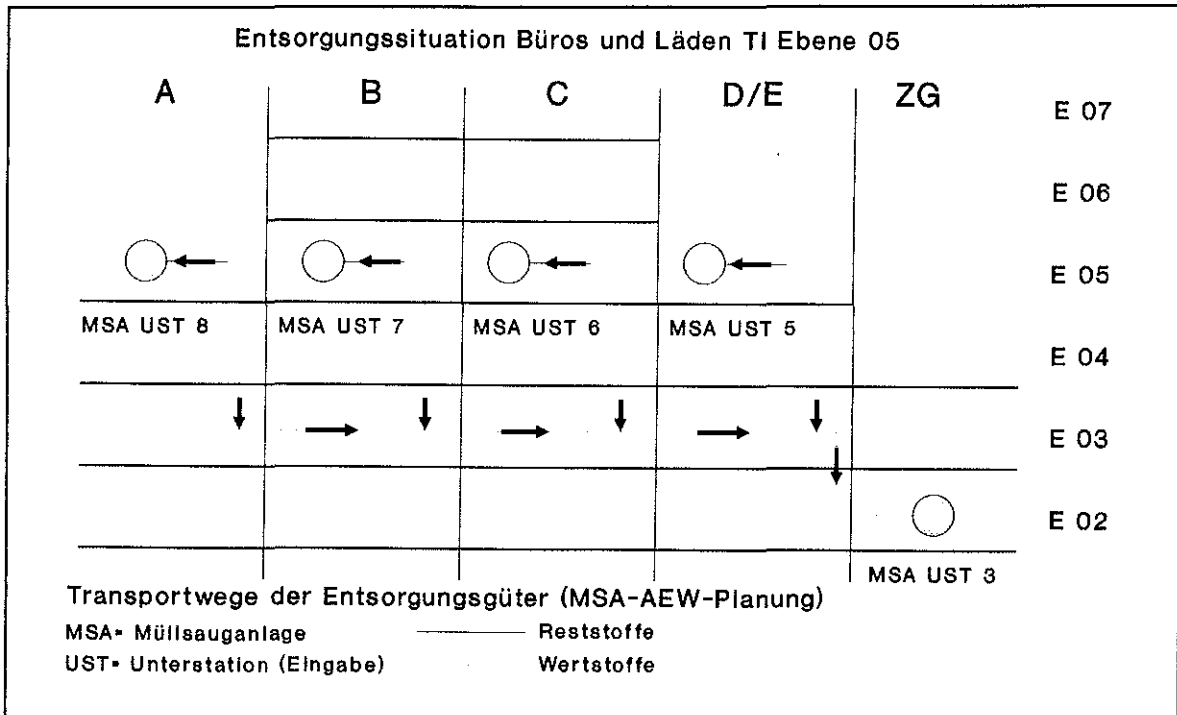 Entsorgungssituation Büros und Läden TI Ebene 05
A B C D/E ZG
E 07
E 06
E 05
MSA UST 8 MSA UST 7 MSA UST 6 MSA UST 5
E 04
E 03
E 02
MSA UST 3
Transportwege der Entsorgungsgüter (MSA-AEW-Planung)
MSA= Müllsauganlage Reststoffe
UST= Unterstation (Eingabe) Wertstoffe